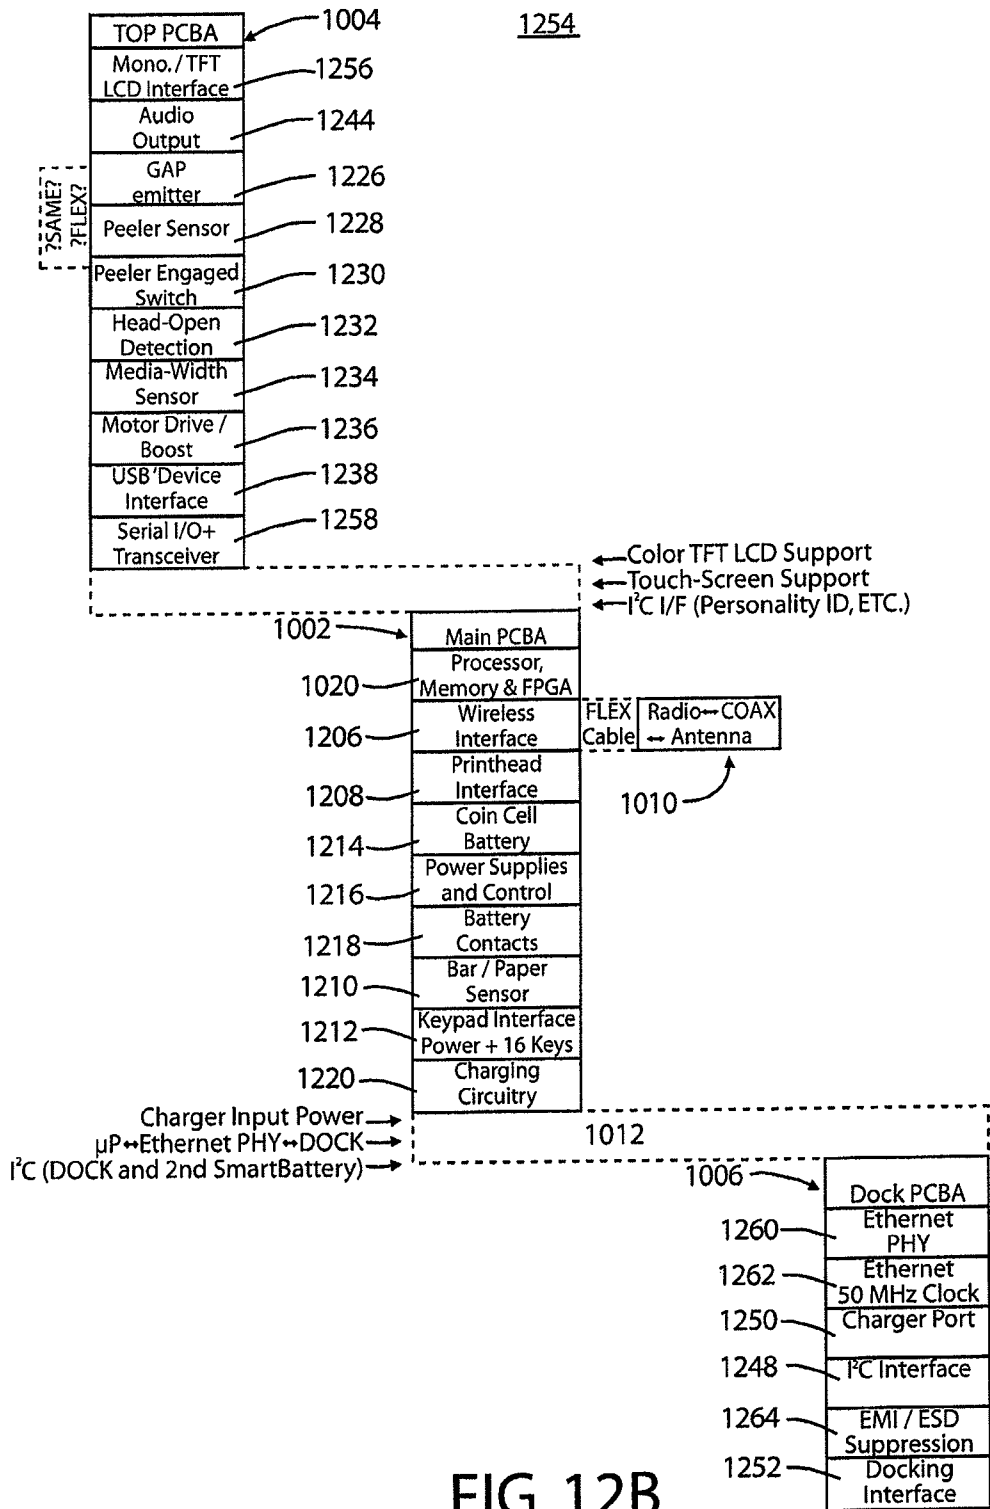 1254
TOP PCBA
1004
Mono./TFT
LCD Interface
1256
Audio
Output
1244
GAP
emitter
1226
?SAME?
?FLEX?
Peeler Sensor
1228
Peeler Engaged
Switch
1230
Head-Open
Detection
1232
Media-Width
Sensor
1234
Motor Drive /
Boost
1236
USB'Device
Interface
1238
Serial I/O+
Transceiver
1258
Color TFT LCD Support
Touch-Screen Support
I²C I/F (Personality ID, ETC.)
1002
Main PCBA
1020
Processor,
Memory & FPGA
1206
Wireless
Interface
FLEX
Cable
Radio↔COAX
↔ Antenna
1010
1208
Printhead
Interface
1214
Coin Cell
Battery
1216
Power Supplies
and Control
1218
Battery
Contacts
1210
Bar / Paper
Sensor
1212
Keypad Interface
Power + 16 Keys
1220
Charging
Circuitry
Charger Input Power
µP↔Ethernet PHY↔DOCK
I²C (DOCK and 2nd SmartBattery)
1012
1006
Dock PCBA
1260
Ethernet
PHY
1262
Ethernet
50 MHz Clock
1250
Charger Port
1248
I²C Interface
1264
EMI / ESD
Suppression
1252
Docking
Interface
FIG. 12B